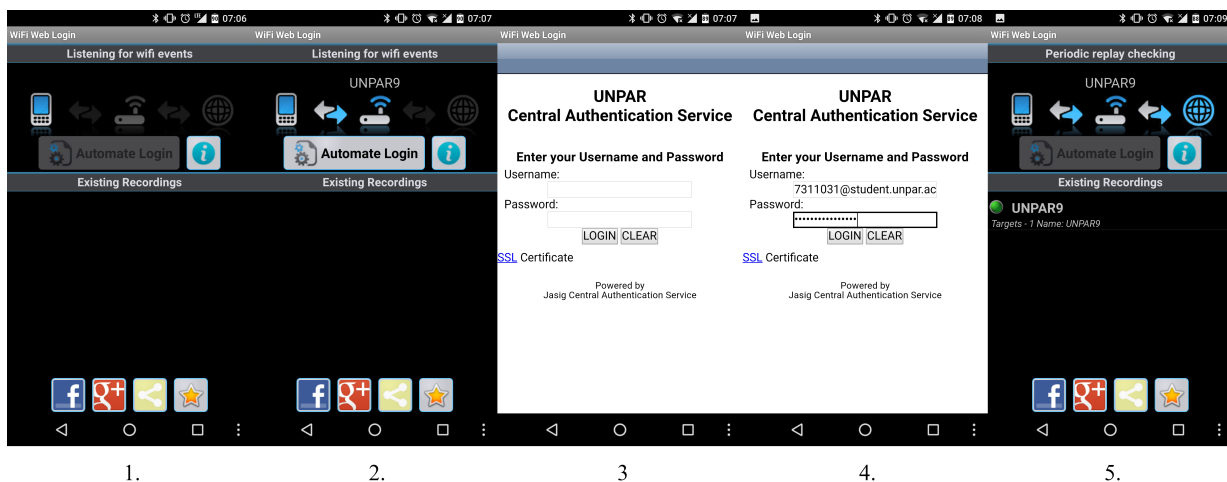 07:06
WiFi Web Login
Listening for wifi events
Automate Login
Existing Recordings
1.
07:07
WiFi Web Login
Listening for wifi events
UNPAR9
Automate Login
Existing Recordings
2.
07:07
WiFi Web Login
UNPAR
Central Authentication Service
Enter your Username and Password
Username:
Password:
LOGIN CLEAR
SSL Certificate
Powered by
Jasig Central Authentication Service
3
07:08
WiFi Web Login
UNPAR
Central Authentication Service
Enter your Username and Password
Username:
7311031@student.unpar.ac
Password:
LOGIN CLEAR
SSL Certificate
Powered by
Jasig Central Authentication Service
4.
07:09
WiFi Web Login
Periodic replay checking
UNPAR9
Automate Login
Existing Recordings
UNPAR9
Targets - 1 Name: UNPAR9
5.